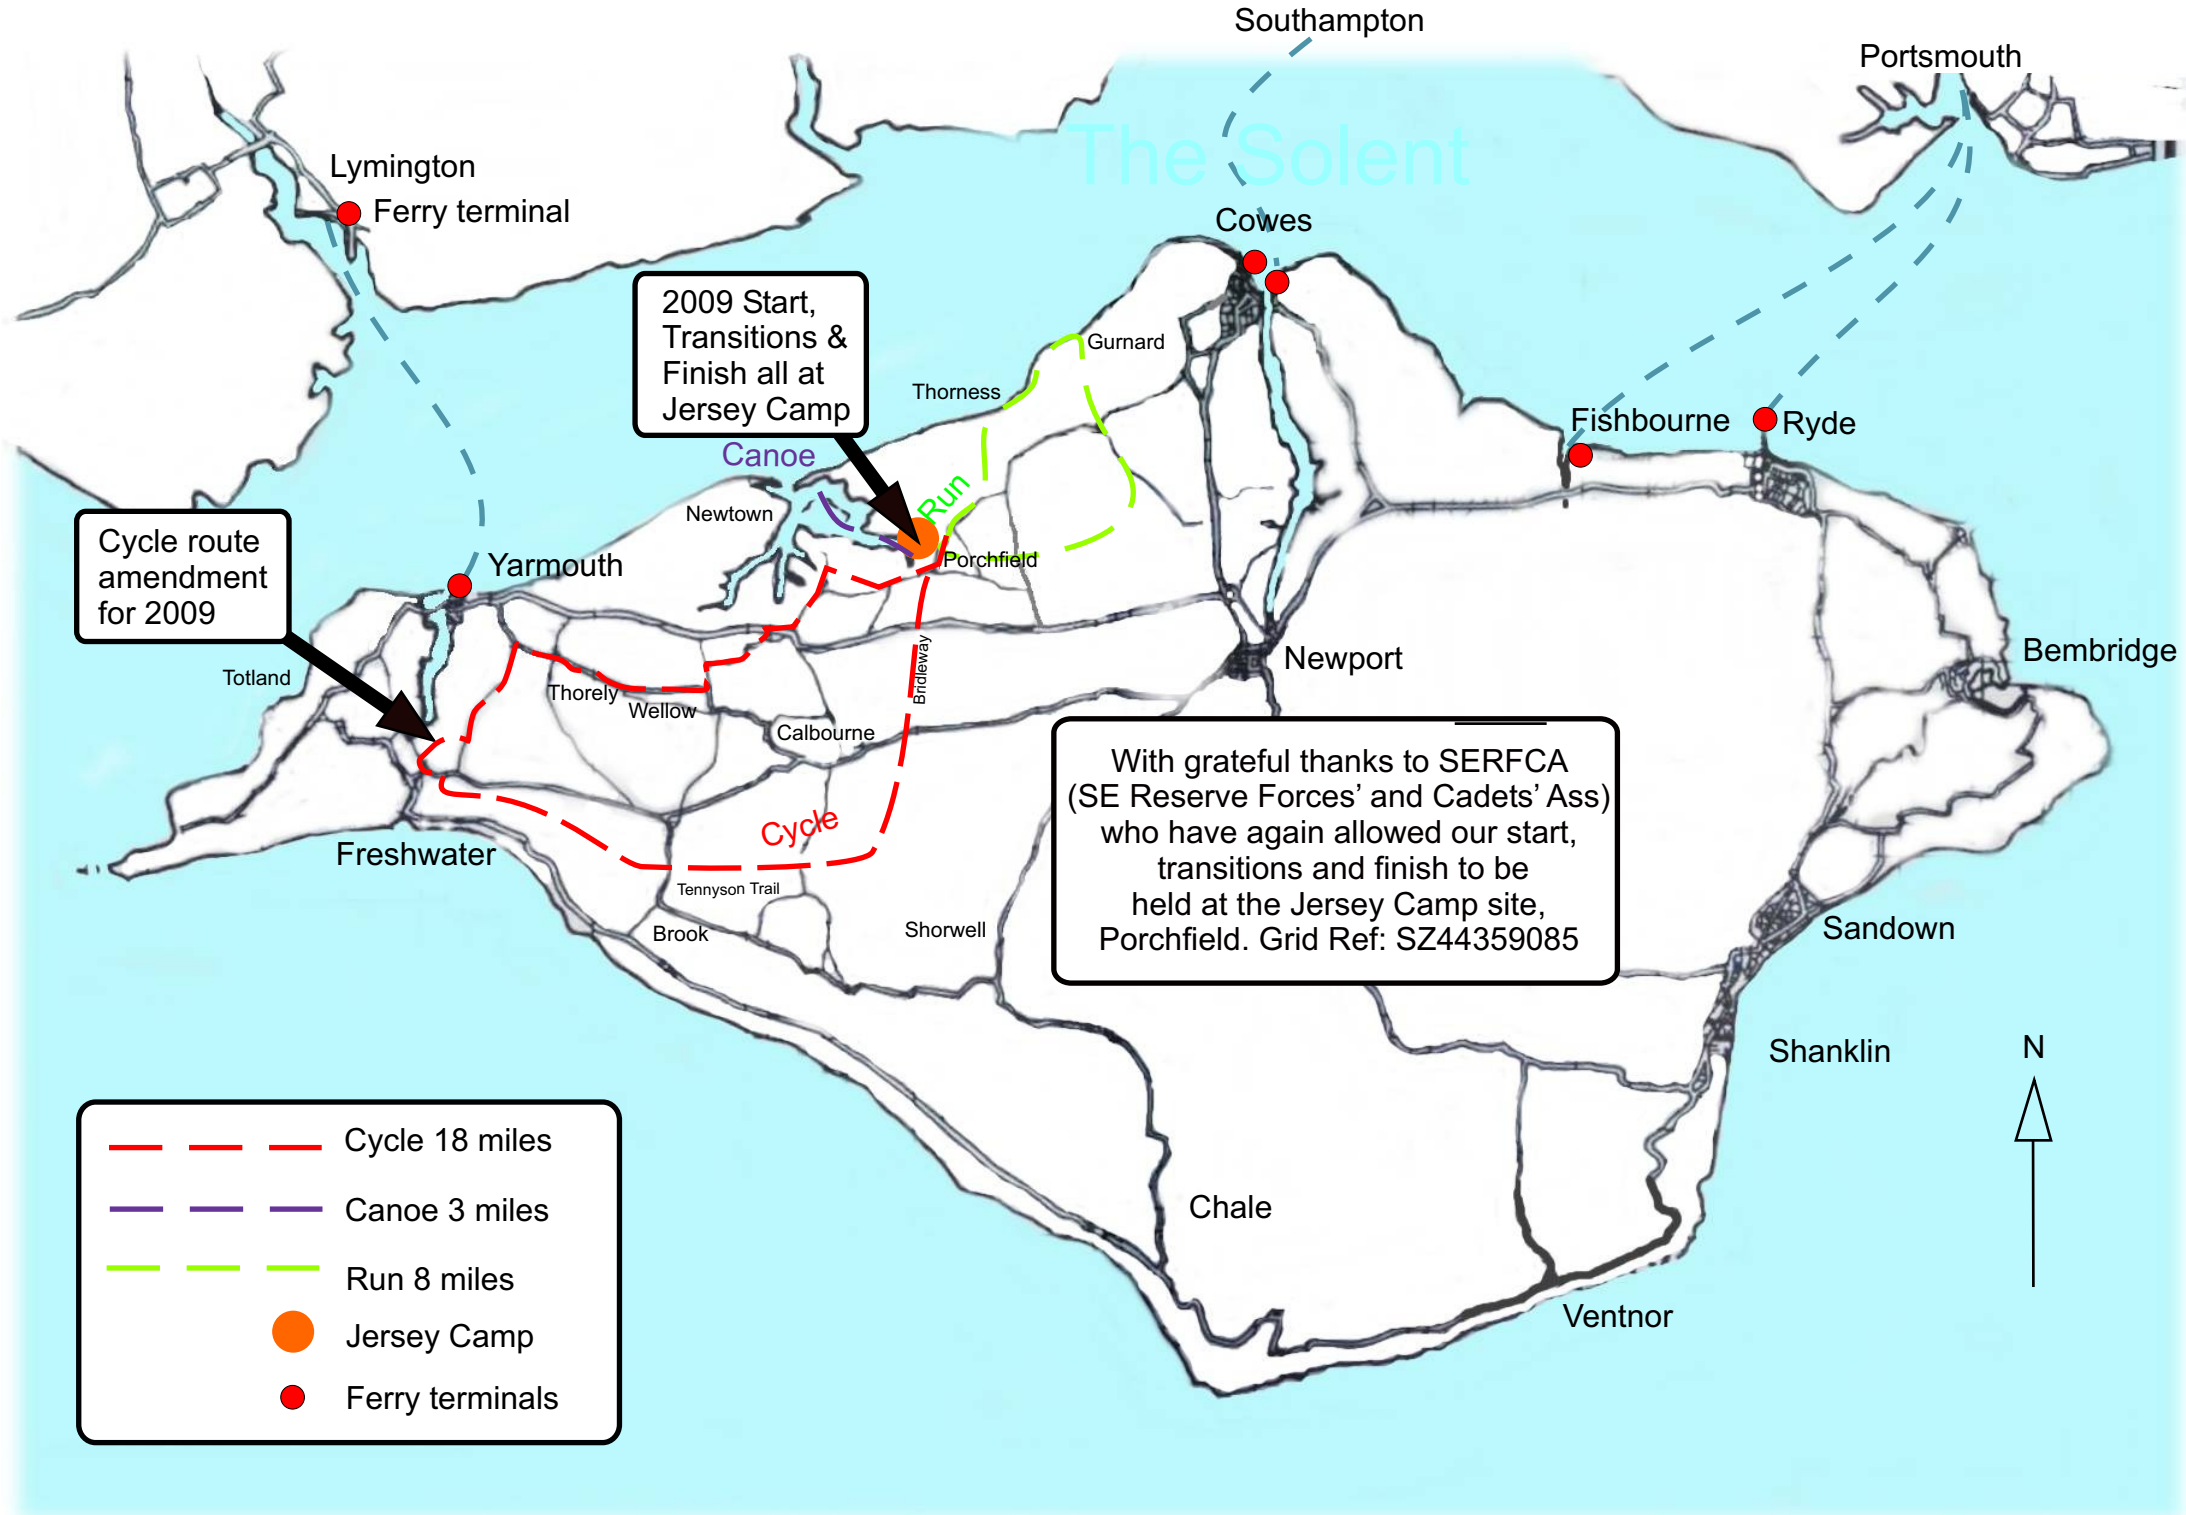 Southampton
Portsmouth
The Solent
Lymington
Ferry terminal
Cowes
2009 Start,
Transitions &
Finish all at
Jersey Camp
Gurnard
Thorness
Fishbourne
Ryde
Canoe
Run
Newtown
Cycle route
amendment
for 2009
Yarmouth
Porchfield
Bridleway
Newport
Bembridge
Totland
Thorely
Wellow
Calbourne
With grateful thanks to SERFCA
(SE Reserve Forces’ and Cadets’ Ass)
who have again allowed our start,
transitions and finish to be
held at the Jersey Camp site,
Porchfield. Grid Ref: SZ44359085
Cycle
Freshwater
Tennyson Trail
Brook
Shorwell
Sandown
Shanklin
N
Cycle 18 miles
Canoe 3 miles
Run 8 miles
Jersey Camp
Ferry terminals
Chale
Ventnor